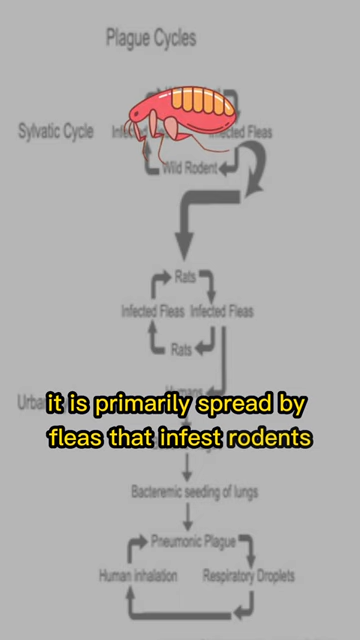 Plague Cycles
Sylvatic Cycle
Infected Fleas
Wild Rodent
Rats
Infected Fleas Infected Fleas
Rats
it is primarily spread by
fleas that infest rodents
Bacteremic seeding of lungs
Pneumonic Plague
Human inhalation Respiratory Droplets